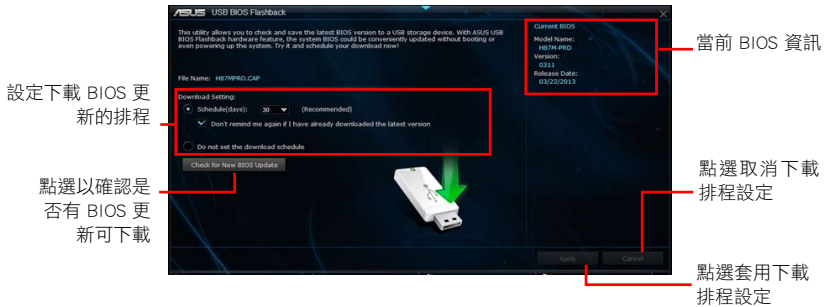 ASUS USB BIOS Flashback
This utility allows you to check and save the latest BIOS version to a USB storage device. With ASUS USB
BIOS Flashback hardware feature, the system BIOS could be conveniently updated without booting or
even powering up the system. Try it and schedule your download now!
File Name: H87MPRO.CAP
Download Setting:
Schedule(days): 30 (Recommended)
Don't remind me again if I have already downloaded the latest version
Do not set the download schedule
Check for New BIOS Update
Current BIOS
Model Name:
H87M-PRO
Version:
0311
Release Date:
03/22/2013
Apply
Cancel
設定下載 BIOS 更
新的排程
點選以確認是
否有 BIOS 更
新可下載
當前 BIOS 資訊
點選取消下載
排程設定
點選套用下載
排程設定